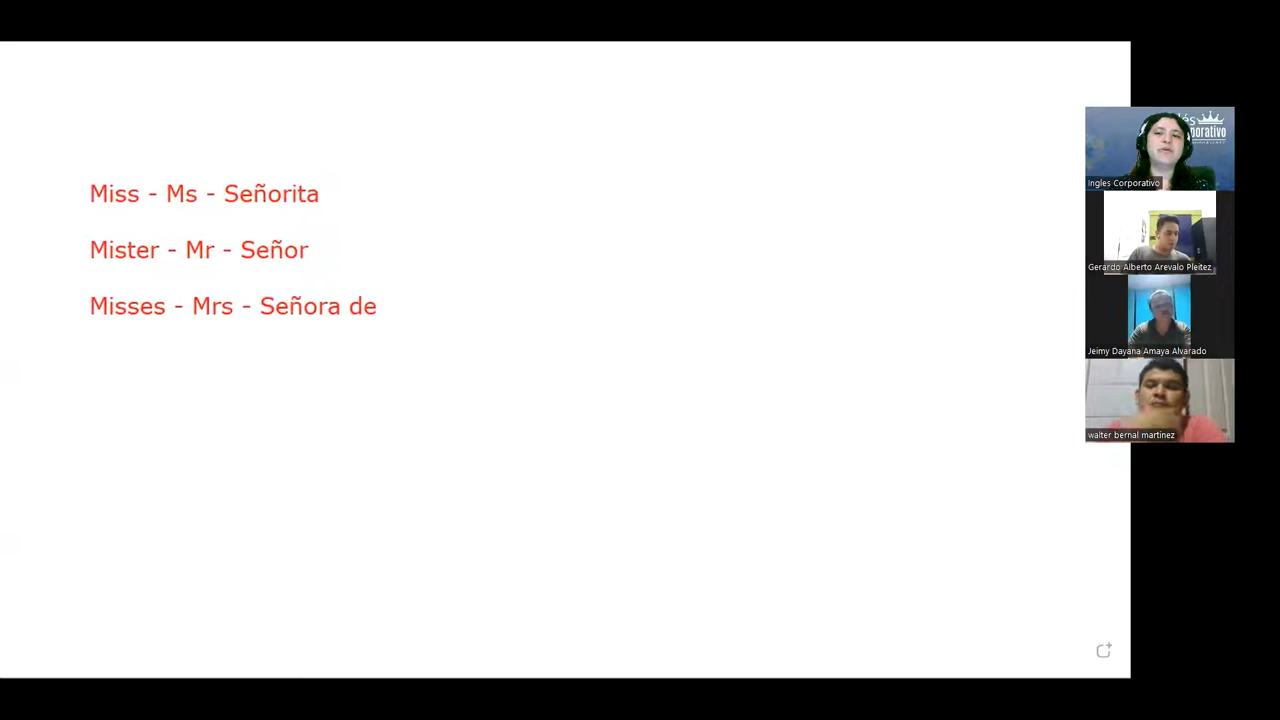 Miss - Ms - Señorita
Mister - Mr - Señor
Misses - Mrs - Señora de
Ingles Corporativo
Gerardo Alberto Arevalo Pleitez
Jeimy Dayana Amaya Alvarado
walter bernal martinez